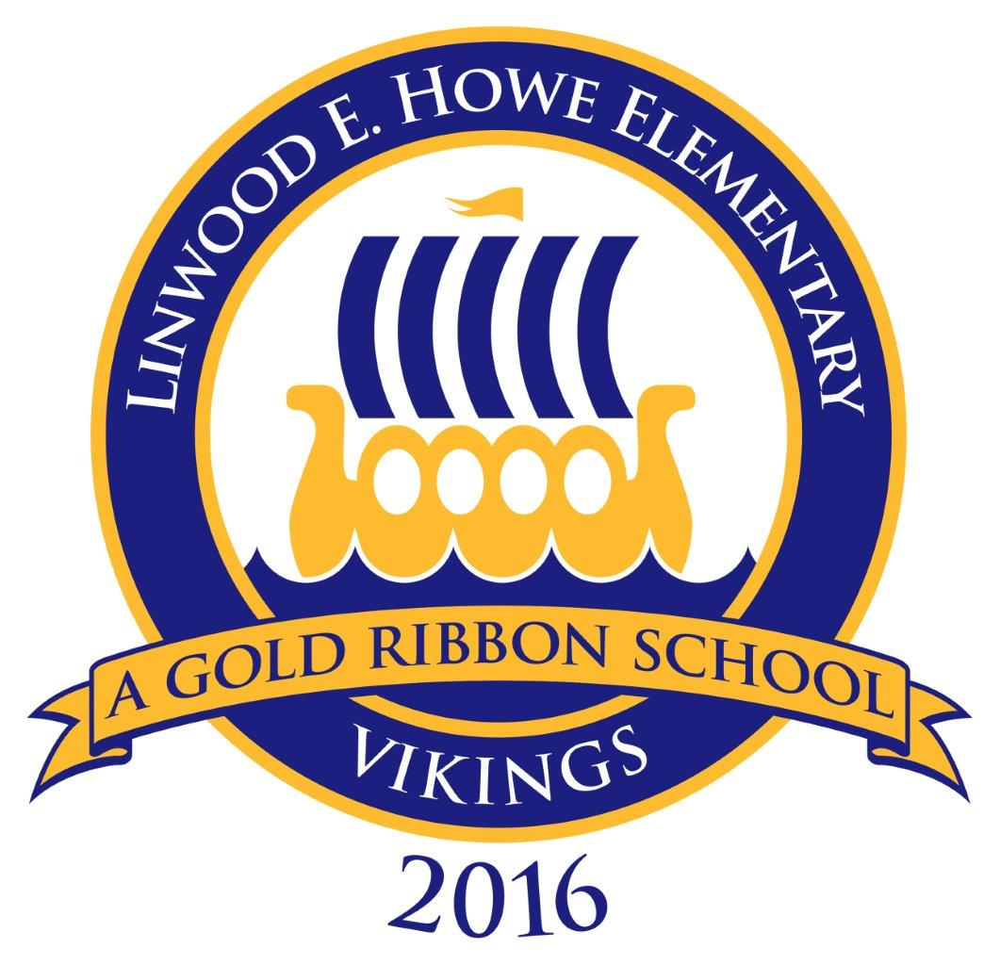 LINWOOD E. HOWE ELEMENTARY
A GOLD RIBBON SCHOOL
VIKINGS
2016